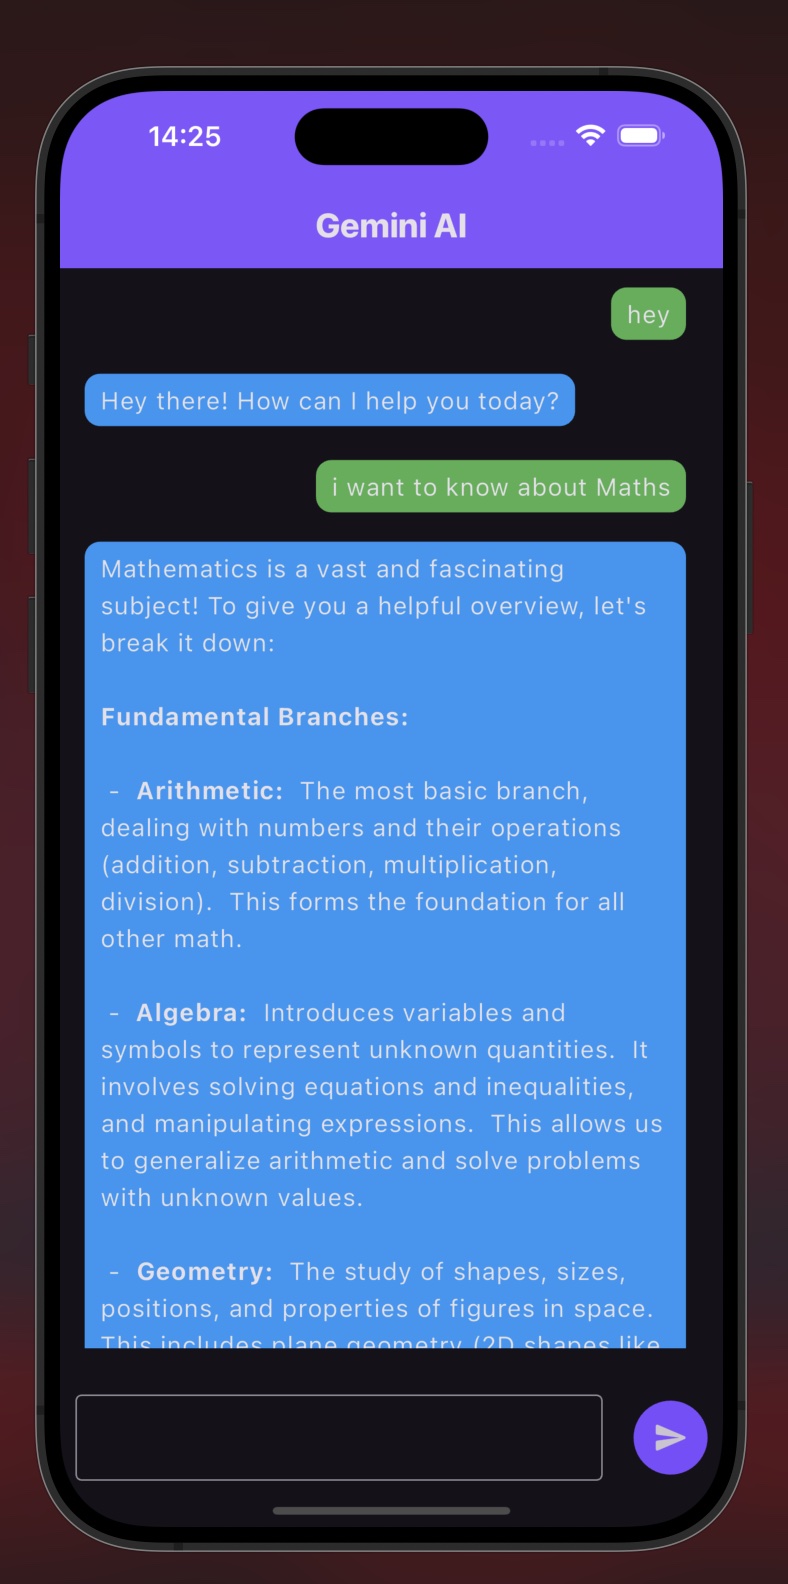 14:25
Gemini AI
hey
Hey there! How can I help you today?
i want to know about Maths
Mathematics is a vast and fascinating
subject! To give you a helpful overview, let's
break it down:
Fundamental Branches:
- Arithmetic: The most basic branch,
dealing with numbers and their operations
(addition, subtraction, multiplication,
division). This forms the foundation for all
other math.
- Algebra: Introduces variables and
symbols to represent unknown quantities. It
involves solving equations and inequalities,
and manipulating expressions. This allows us
to generalize arithmetic and solve problems
with unknown values.
- Geometry: The study of shapes, sizes,
positions, and properties of figures in space.
This includes plane geometry (2D shapes like